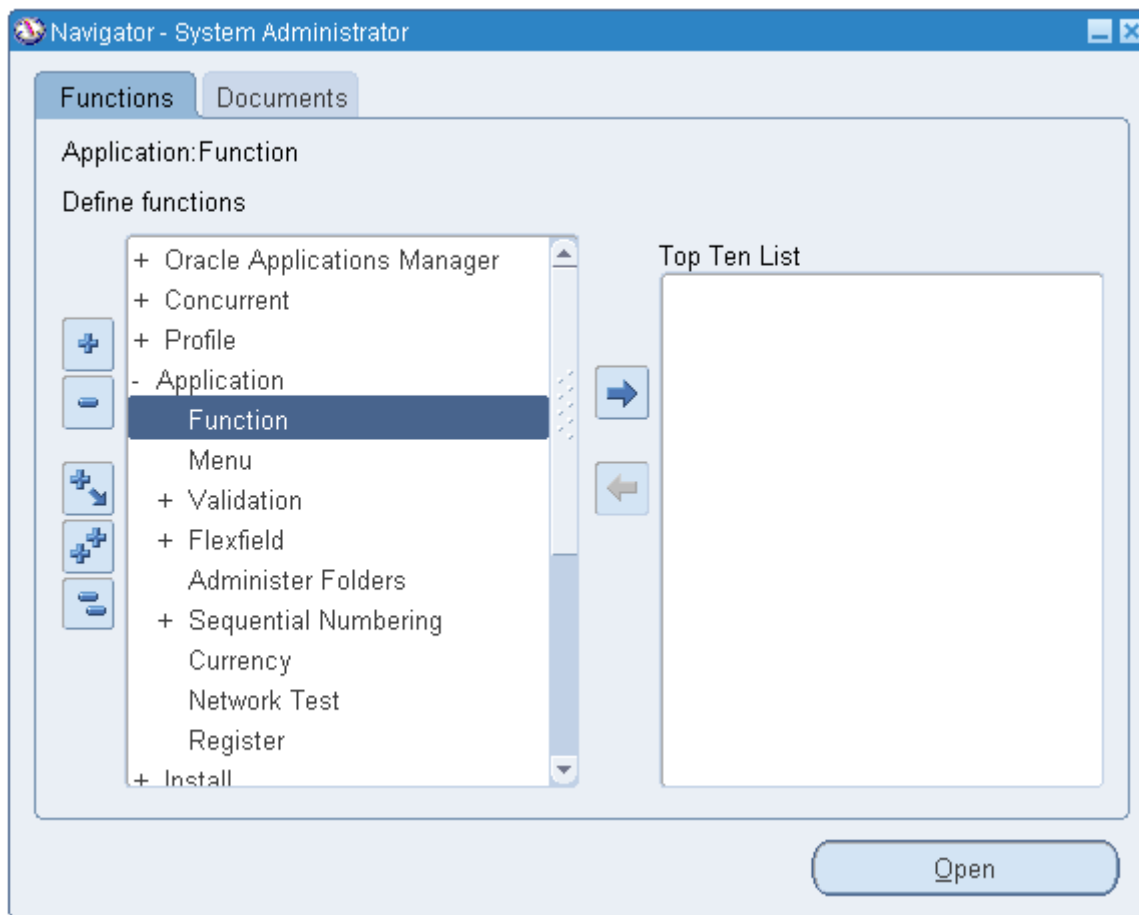 Navigator - System Administrator
Functions Documents
Application:Function
Define functions
+ Oracle Applications Manager
+ Concurrent
+ Profile
- Application
Function
Menu
+ Validation
+ Flexfield
Administer Folders
+ Sequential Numbering
Currency
Network Test
Register
+ Install
Top Ten List
Open